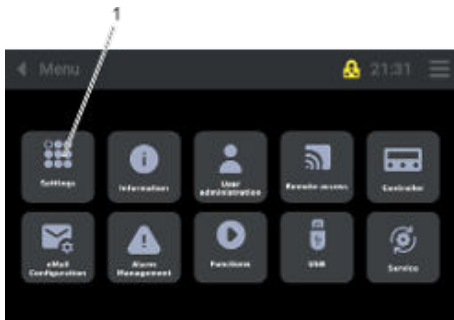 1
Menu 21:31
Settings Information User administration Remote access Controller
eMail Configuration Alarm Management Functions USB Service